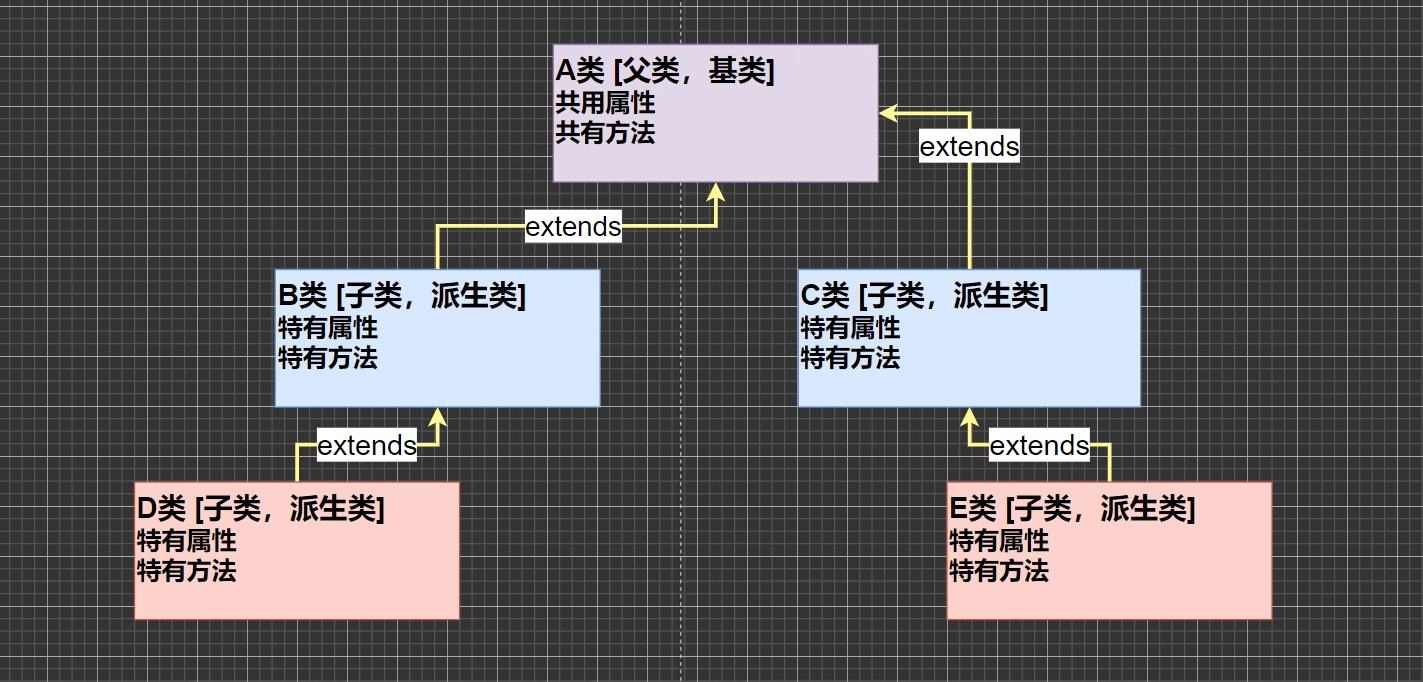 A类 [父类，基类]
共用属性
共有方法
extends
extends
B类 [子类，派生类]
特有属性
特有方法
C类 [子类，派生类]
特有属性
特有方法
extends
extends
D类 [子类，派生类]
特有属性
特有方法
E类 [子类，派生类]
特有属性
特有方法